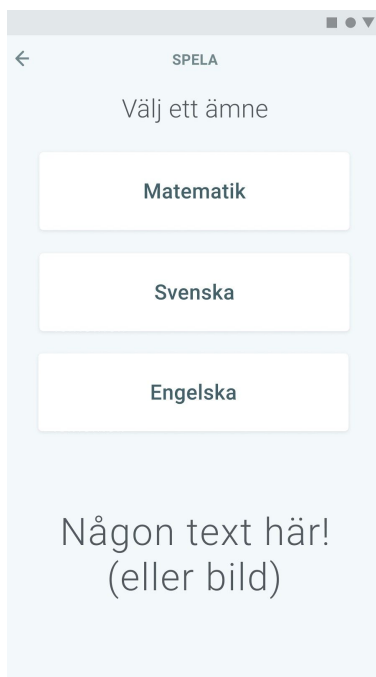 SPELA
Välj ett ämne
Matematik
Svenska
Engelska
Någon text här!
(eller bild)